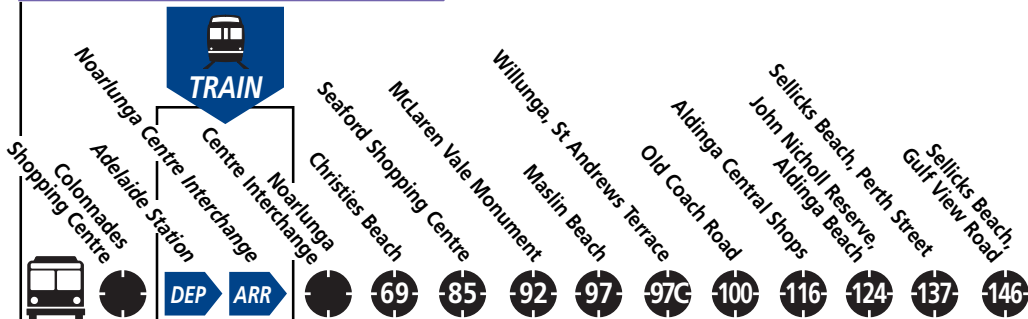 TRAIN
Colonnades
Shopping Centre
Adelaide Station
Noarlunga Centre Interchange
Noarlunga
Centre Interchange
Christies Beach
Seaford Shopping Centre
McLaren Vale Monument
Maslin Beach
Willunga, St Andrews Terrace
Old Coach Road
Aldinga Central Shops
John Nicholl Reserve,
Aldinga Beach
Sellicks Beach, Perth Street
Sellicks Beach,
Gulf View Road
DEP ARR 69 85 92 97 97C 100 116 124 137 146